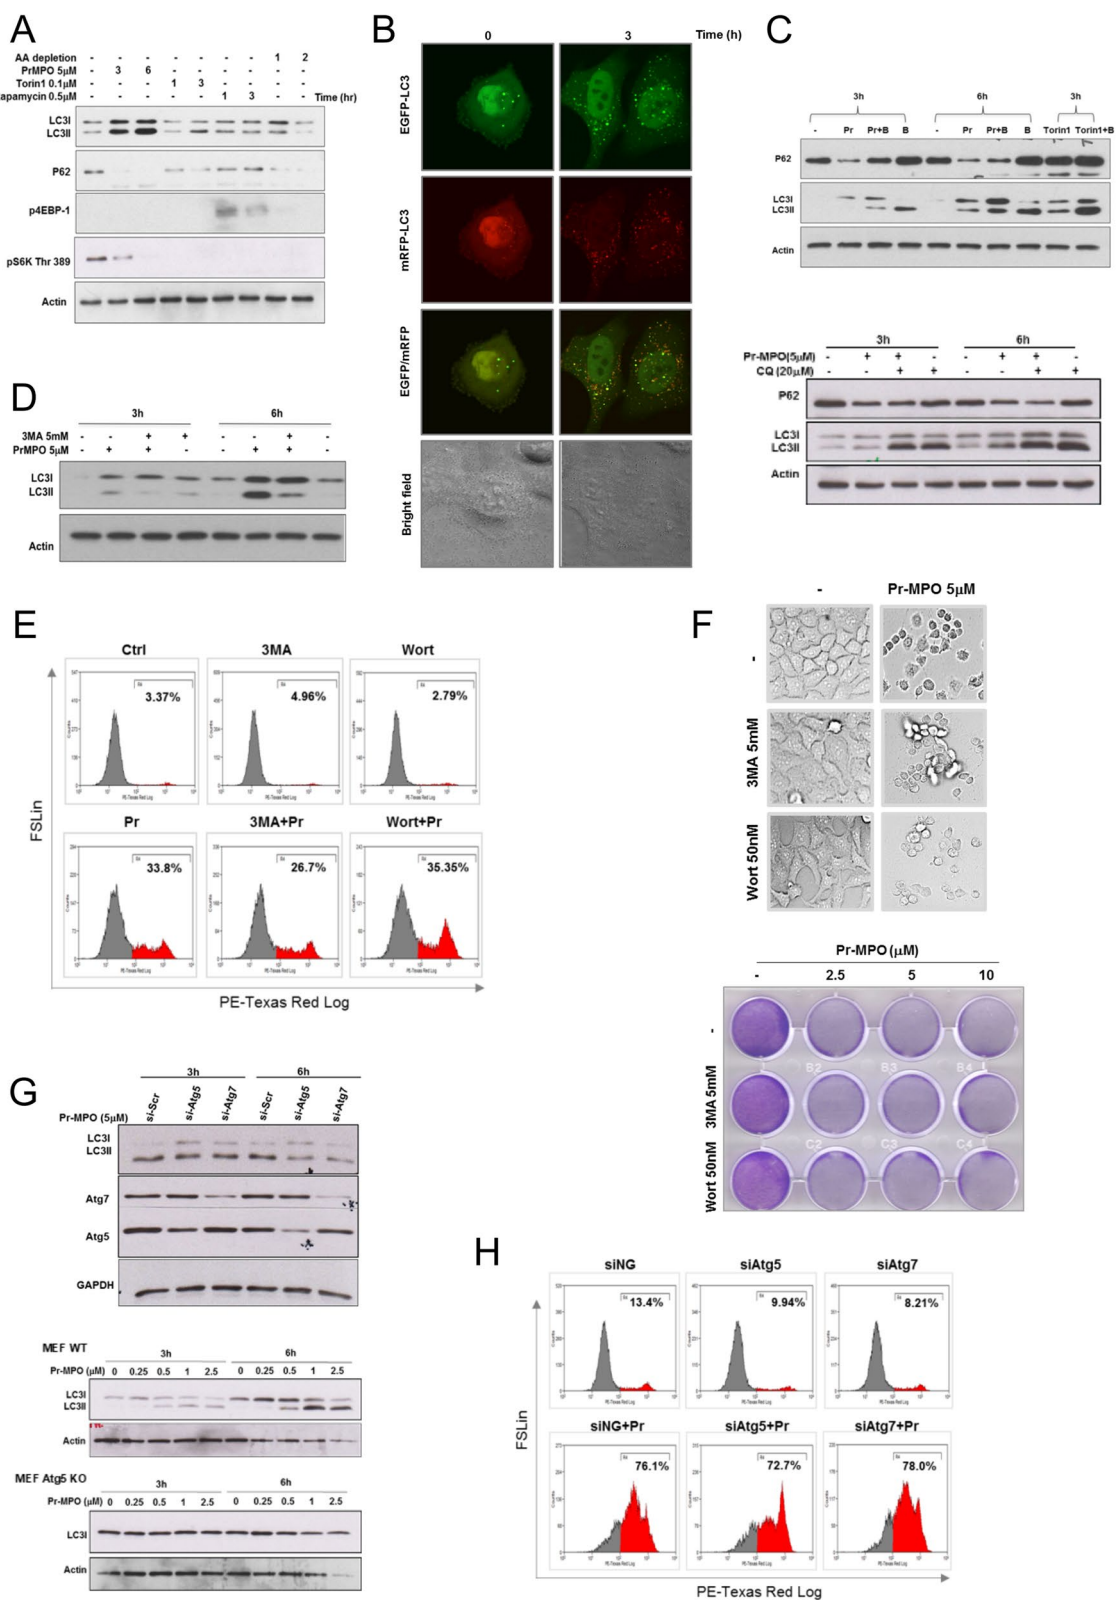 A
AA depletion - - - - - - - 1 2
PrMPO 5µM - 3 6 - - - - - -
Torin1 0.1µM - - - 1 3 - - - -
apamycin 0.5µM - - - - - 1 3 - - Time (hr)
LC3I
LC3II
P62
p4EBP-1
pS6K Thr 389
Actin
B
0 3 Time (h)
EGFP-LC3
mRFP-LC3
EGFP/mRFP
Bright field
C
3h 6h 3h
- Pr Pr+B B - Pr Pr+B B Torin1 Torin1+B
P62
LC3I
LC3II
Actin
3h 6h
Pr-MPO(5µM) - + + - - + + -
CQ (20µM) - - + + - - + +
P62
LC3I
LC3II
Actin
D
3h 6h
3MA 5mM - - + + - - + -
PrMPO 5µM - + + - - + + -
LC3I
LC3II
Actin
E
Ctrl 3MA Wort
3.37% 4.96% 2.79%
Pr 3MA+Pr Wort+Pr
33.8% 26.7% 35.35%
FSLin
PE-Texas Red Log
F
- Pr-MPO 5µM
-
3MA 5mM
Wort 50nM
Pr-MPO (µM)
- 2.5 5 10
-
3MA 5mM
Wort 50nM
B2 B3 B4
C2 C3 C4
G
3h 6h
si-Scr si-Atg5 si-Atg7 si-Scr si-Atg5 si-Atg7
Pr-MPO (5µM)
LC3I
LC3II
Atg7
Atg5
GAPDH
MEF WT
3h 6h
Pr-MPO (µM) 0 0.25 0.5 1 2.5 0 0.25 0.5 1 2.5
LC3I
LC3II
Actin
MEF Atg5 KO
3h 6h
Pr-MPO (µM) 0 0.25 0.5 1 2.5 0 0.25 0.5 1 2.5
LC3I
Actin
H
siNG siAtg5 siAtg7
13.4% 9.94% 8.21%
siNG+Pr siAtg5+Pr siAtg7+Pr
76.1% 72.7% 78.0%
FSLin
PE-Texas Red Log